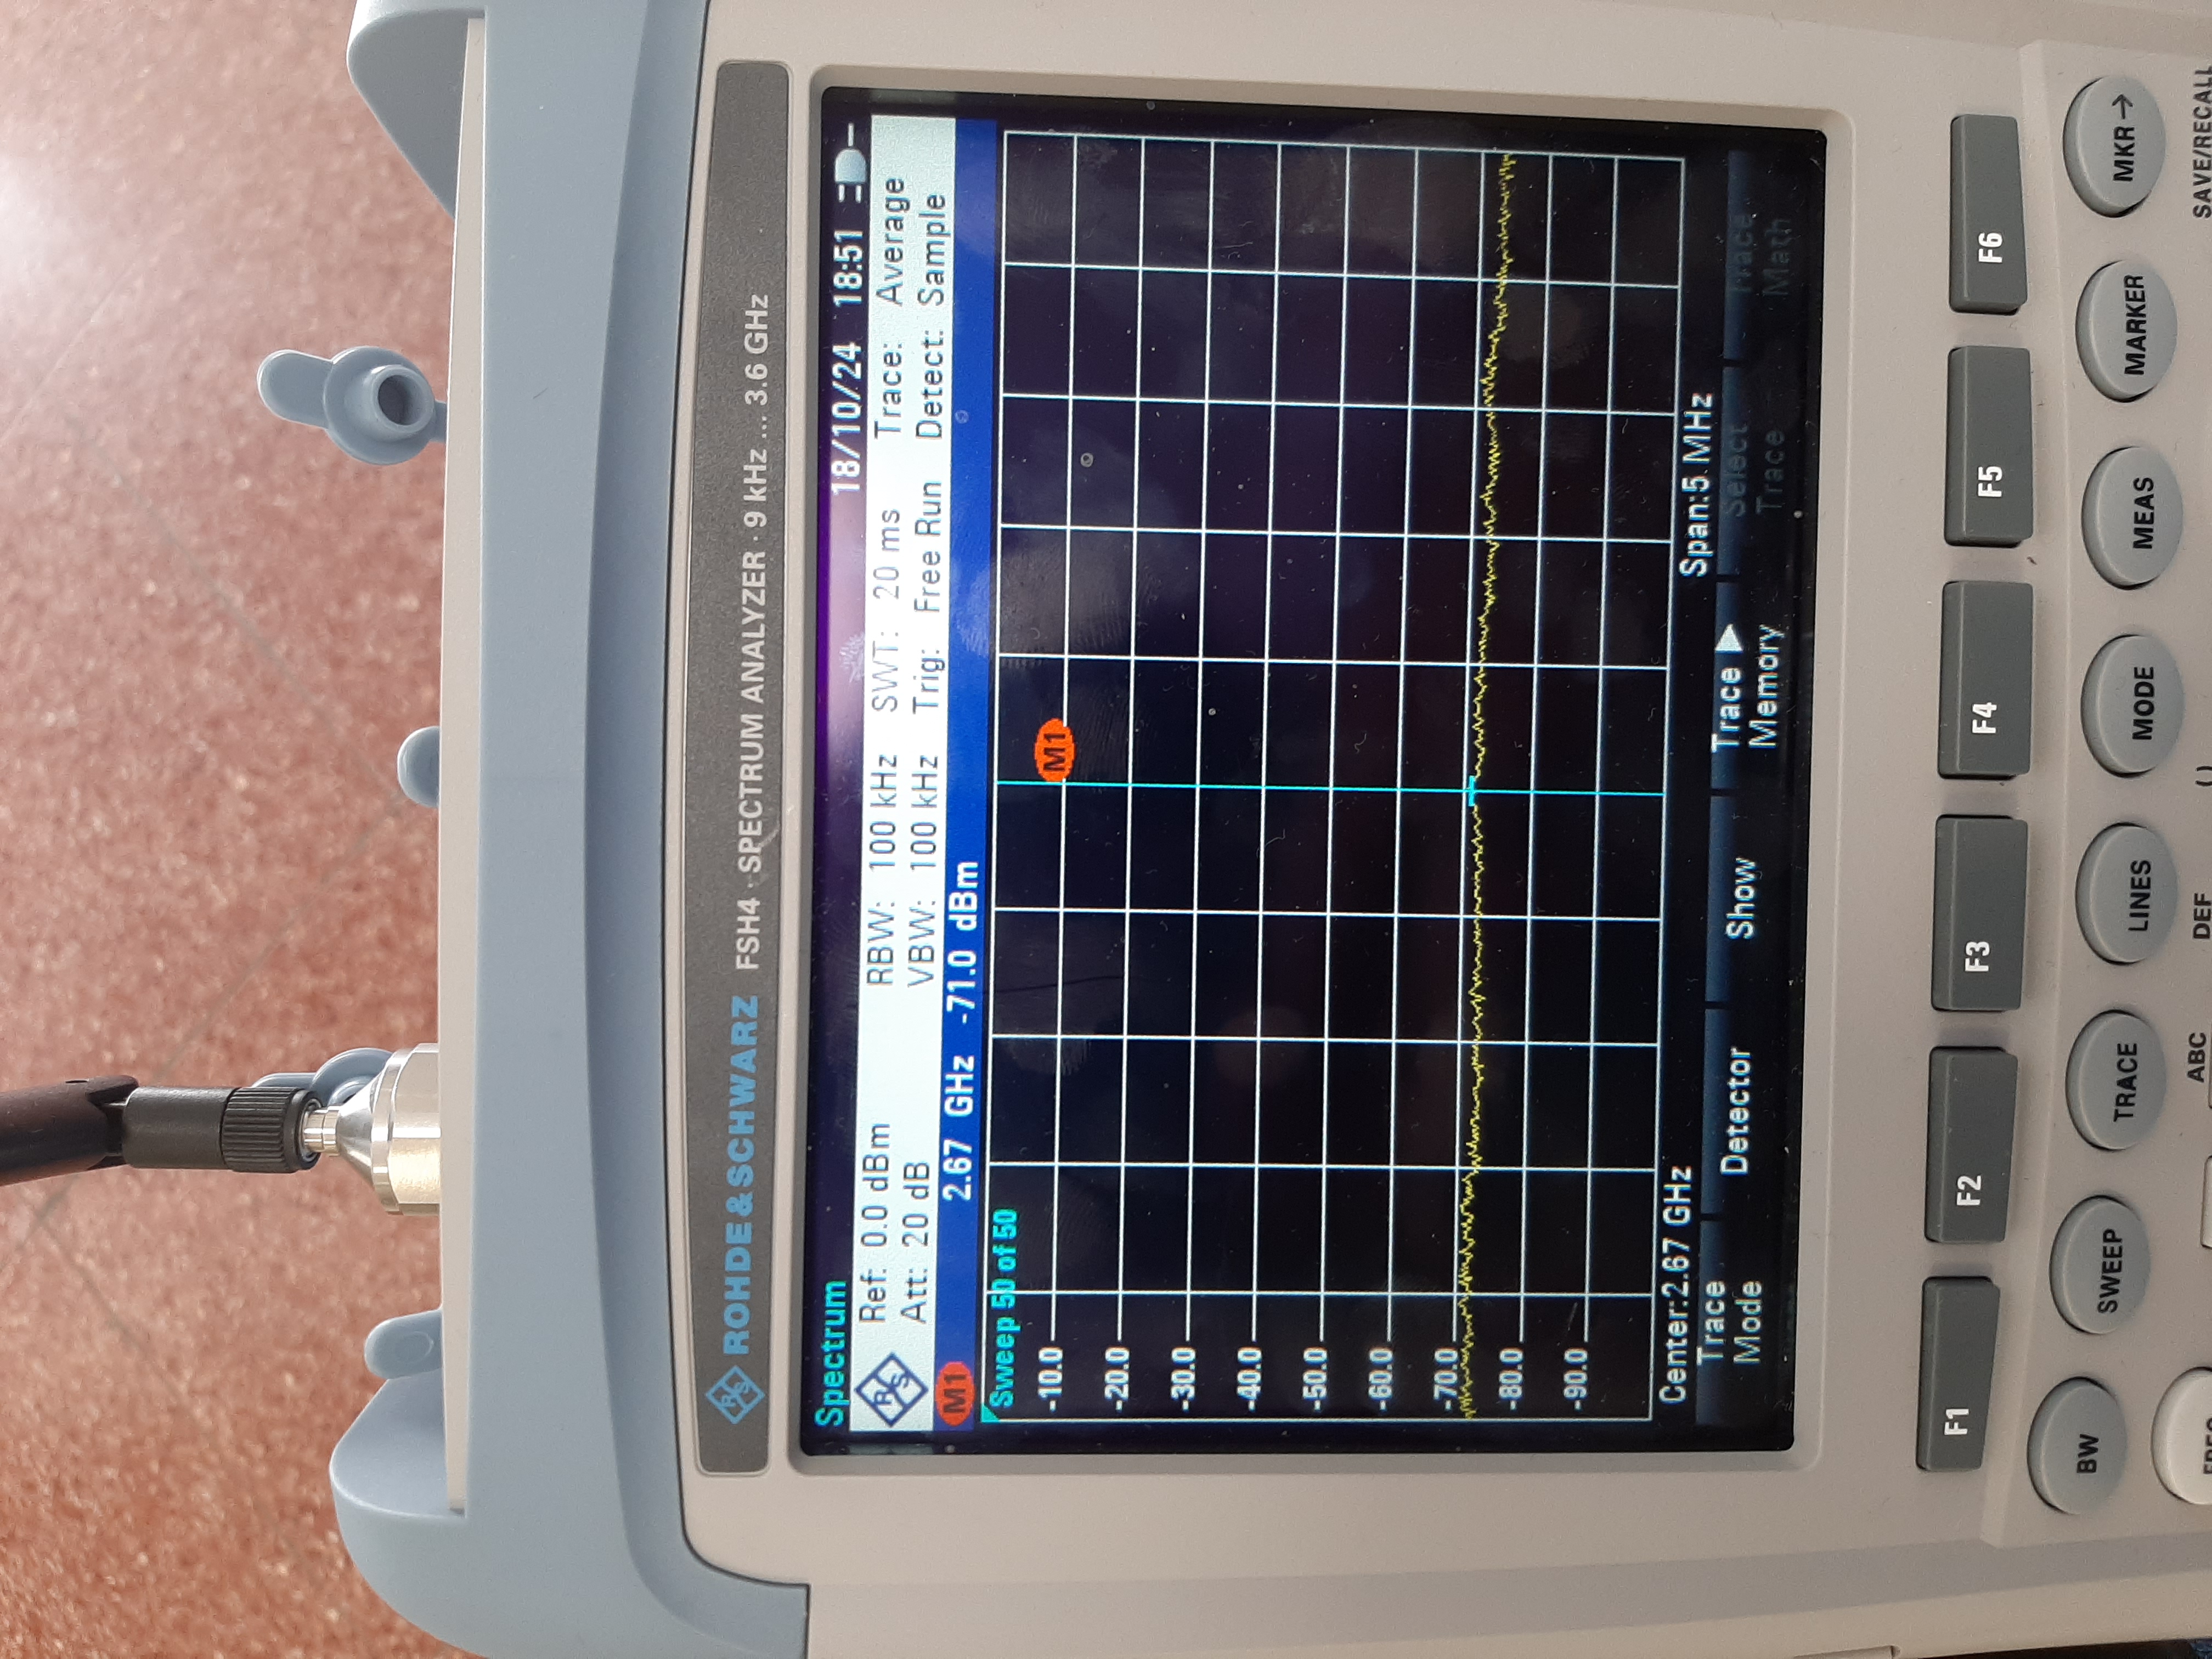 ROHDE&SCHWARZ FSH4 · SPECTRUM ANALYZER · 9 kHz ... 3.6 GHz
Spectrum 18/10/24 18:51
R S Ref: 0.0 dBm RBW: 100 kHz SWT: 20 ms Trace: Average
Att: 20 dB VBW: 100 kHz Trig: Free Run Detect: Sample
M1 2.67 GHz -71.0 dBm
Sweep 50 of 50
-10.0 M1
-20.0
-30.0
-40.0
-50.0
-60.0
-70.0
-80.0
-90.0
Center:2.67 GHz Span:5 MHz
Trace Mode Detector Show Trace ▶ Memory Select Trace Trace Math
F1 F2 F3 F4 F5 F6
BW SWEEP TRACE LINES MODE MEAS MARKER MKR→
ABC DEF () SAVE/RECALL